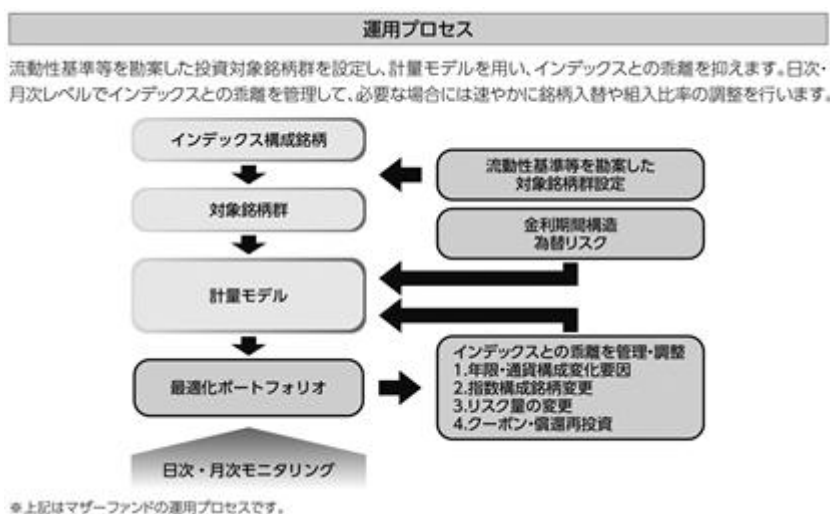 運用プロセス
流動性基準等を勘案した投資対象銘柄群を設定し、計量モデルを用い、インデックスとの乖離を抑えます。日次・
月次レベルでインデックスとの乖離を管理して、必要な場合には速やかに銘柄入替や組入比率の調整を行います。
インデックス構成銘柄
流動性基準等を勘案した
対象銘柄群設定
対象銘柄群
金利期間構造
為替リスク
計量モデル
最適化ポートフォリオ
インデックスとの乖離を管理・調整
1.年限・通貨構成変化要因
2.指数構成銘柄変更
3.リスク量の変更
4.クーポン・償還再投資
日次・月次モニタリング
※上記はマザーファンドの運用プロセスです。